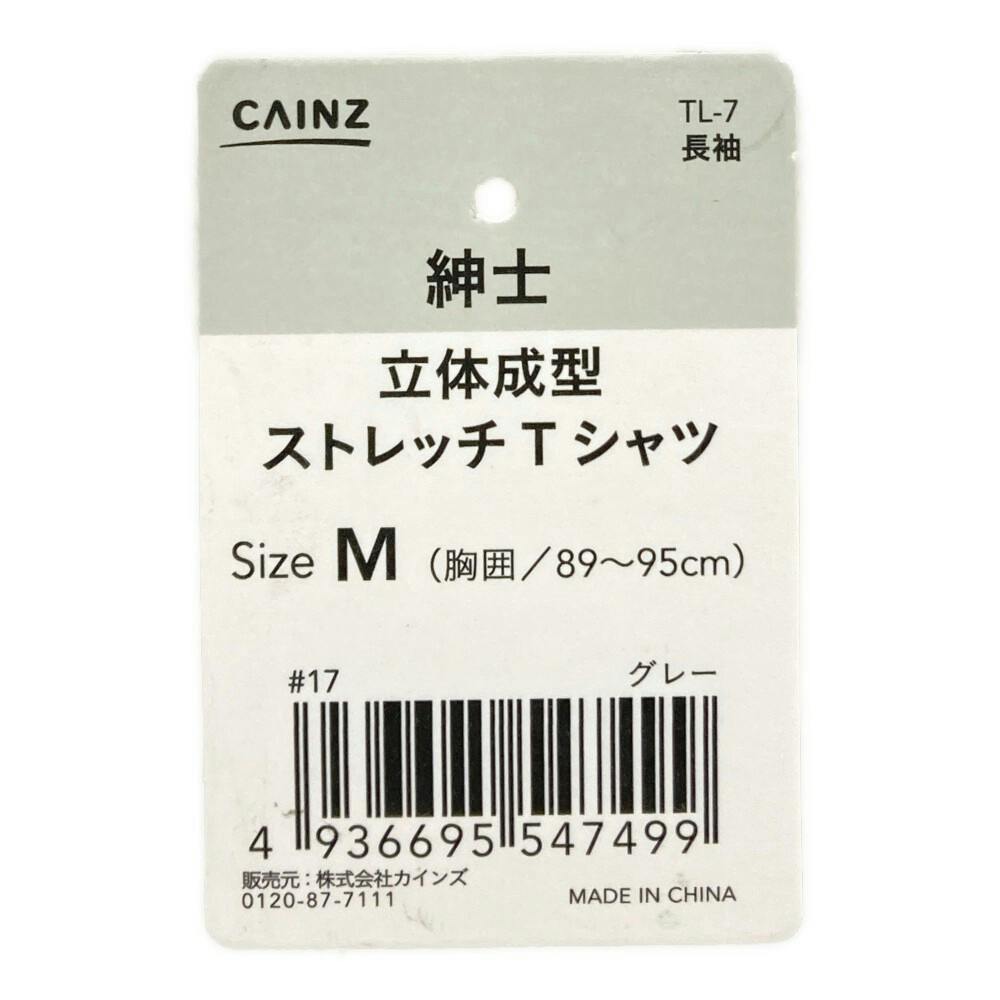 CAINZ
TL-7
長袖
紳士
立体成型
ストレッチTシャツ
Size M (胸囲/89〜95cm)
#17 グレー
4 936695 547499
販売元:株式会社カインズ
0120-87-7111
MADE IN CHINA